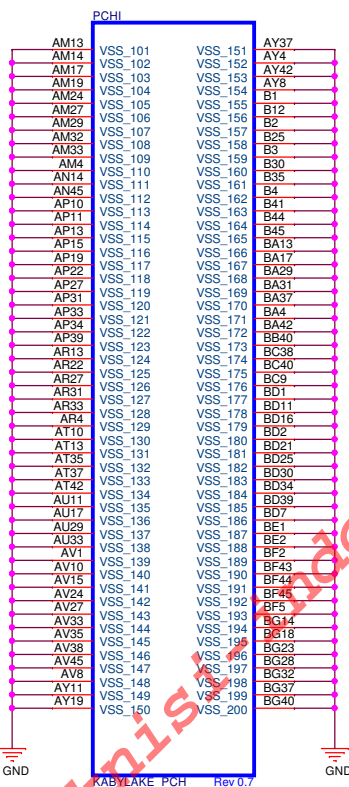 PCHI
AM13 VSS_101 VSS_151 AY37
AM14 VSS_102 VSS_152 AY4
AM17 VSS_103 VSS_153 AY42
AM19 VSS_104 VSS_154 AY8
AM24 VSS_105 VSS_155 B1
AM27 VSS_106 VSS_156 B12
AM29 VSS_107 VSS_157 B2
AM32 VSS_108 VSS_158 B25
AM33 VSS_109 VSS_159 B3
AM4 VSS_110 VSS_160 B30
AN14 VSS_111 VSS_161 B35
AN45 VSS_112 VSS_162 B4
AP10 VSS_113 VSS_163 B41
AP11 VSS_114 VSS_164 B44
AP13 VSS_115 VSS_165 B45
AP15 VSS_116 VSS_166 BA13
AP19 VSS_117 VSS_167 BA17
AP22 VSS_118 VSS_168 BA29
AP27 VSS_119 VSS_169 BA31
AP31 VSS_120 VSS_170 BA37
AP33 VSS_121 VSS_171 BA4
AP34 VSS_122 VSS_172 BA42
AP39 VSS_123 VSS_173 BB40
AR13 VSS_124 VSS_174 BC38
AR22 VSS_125 VSS_175 BC40
AR27 VSS_126 VSS_176 BC9
AR31 VSS_127 VSS_177 BD1
AR33 VSS_128 VSS_178 BD11
AR4 VSS_129 VSS_179 BD16
AT10 VSS_130 VSS_180 BD2
AT13 VSS_131 VSS_181 BD21
AT35 VSS_132 VSS_182 BD25
AT37 VSS_133 VSS_183 BD30
AT42 VSS_134 VSS_184 BD34
AU11 VSS_135 VSS_185 BD39
AU17 VSS_136 VSS_186 BD7
AU29 VSS_137 VSS_187 BE1
AU33 VSS_138 VSS_188 BE2
AV1 VSS_139 VSS_189 BF2
AV10 VSS_140 VSS_190 BF43
AV15 VSS_141 VSS_191 BF44
AV24 VSS_142 VSS_192 BF45
AV27 VSS_143 VSS_193 BF5
AV33 VSS_144 VSS_194 BG14
AV35 VSS_145 VSS_195 BG18
AV38 VSS_146 VSS_196 BG23
AV45 VSS_147 VSS_197 BG28
AV8 VSS_148 VSS_198 BG32
AY11 VSS_149 VSS_199 BG37
AY19 VSS_150 VSS_200 BG40
GND GND
KABYLAKE_PCH Rev 0.7